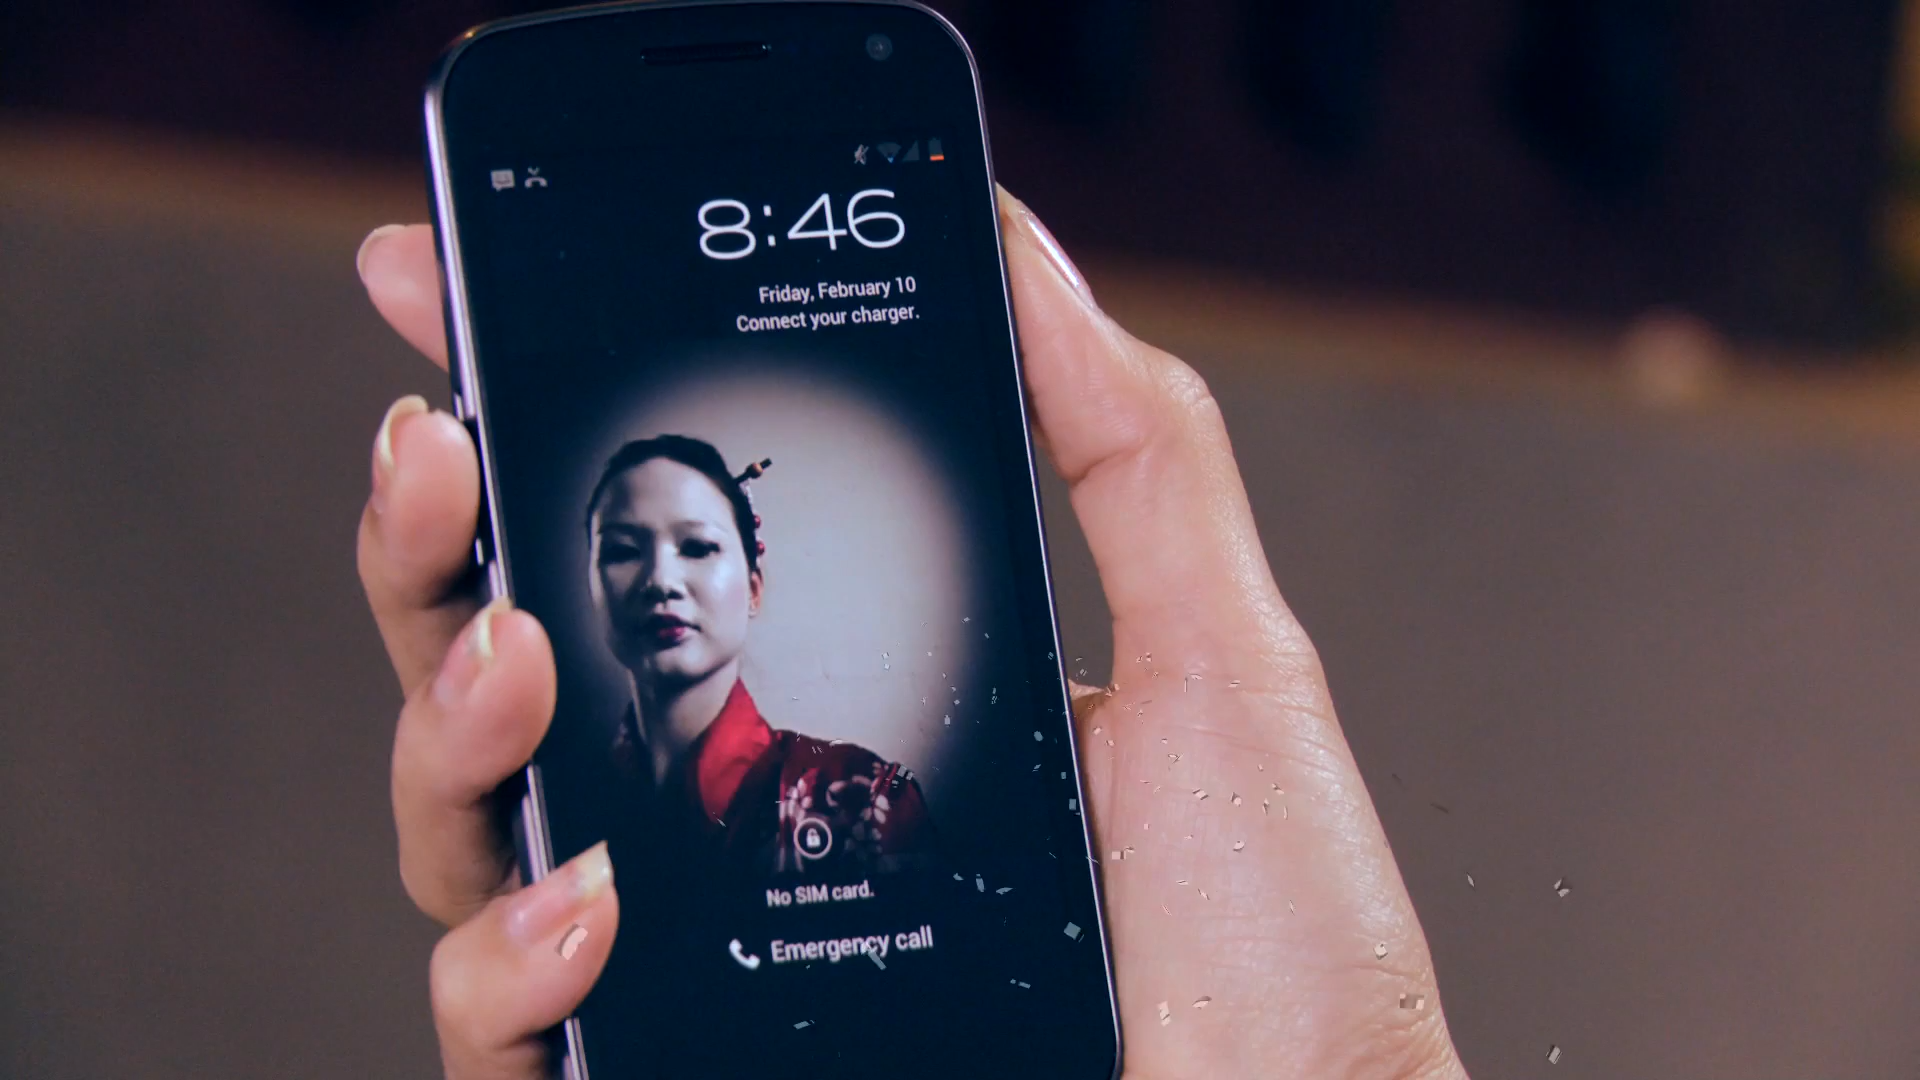 8:46
Friday, February 10
Connect your charger.
No SIM card.
Emergency call